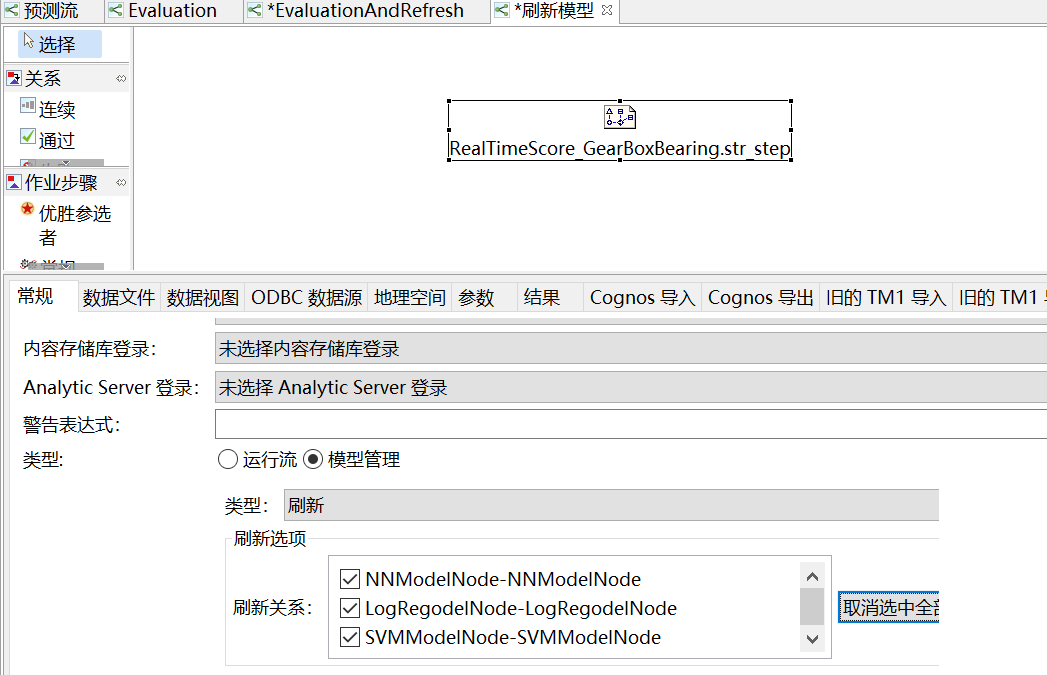 预测流 Evaluation *EvaluationAndRefresh *刷新模型
选择
关系
连续
通过
作业步骤
优胜参选
者
RealTimeScore_GearBoxBearing.str_step
常规 数据文件 数据视图 ODBC 数据源 地理空间 参数 结果 Cognos 导入 Cognos 导出 旧的 TM1 导入 旧的 TM1
内容存储库登录: 未选择内容存储库登录
Analytic Server 登录: 未选择 Analytic Server 登录
警告表达式:
类型: 运行流 模型管理
类型: 刷新
刷新选项
NNModelNode-NNModelNode
刷新关系: LogRegodelNode-LogRegodelNode 取消选中全部
SVMModelNode-SVMModelNode